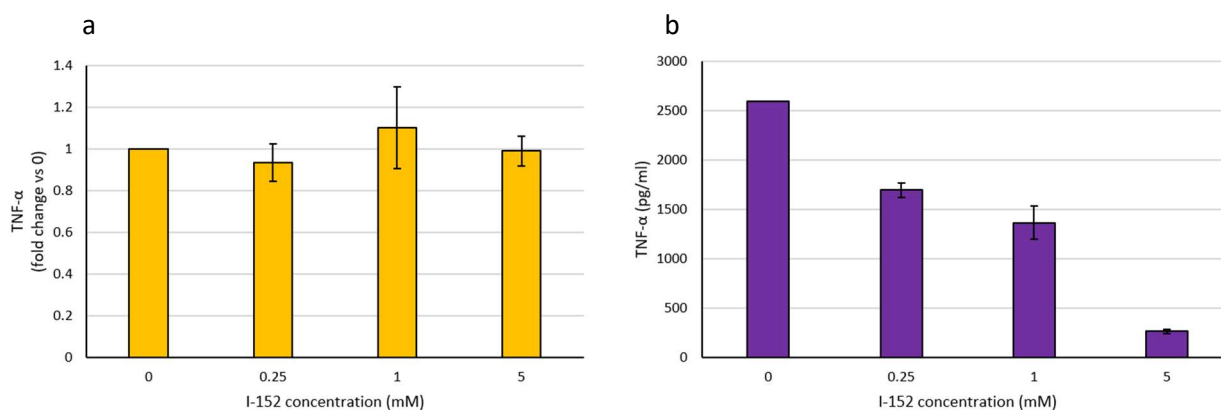 a
1.4
1.2
1
0.8
0.6
0.4
0.2
0
TNF-α
(fold change vs 0)
0 0.25 1 5
I-152 concentration (mM)
b
3000
2500
2000
1500
1000
500
0
TNF-α (pg/ml)
0 0.25 1 5
I-152 concentration (mM)